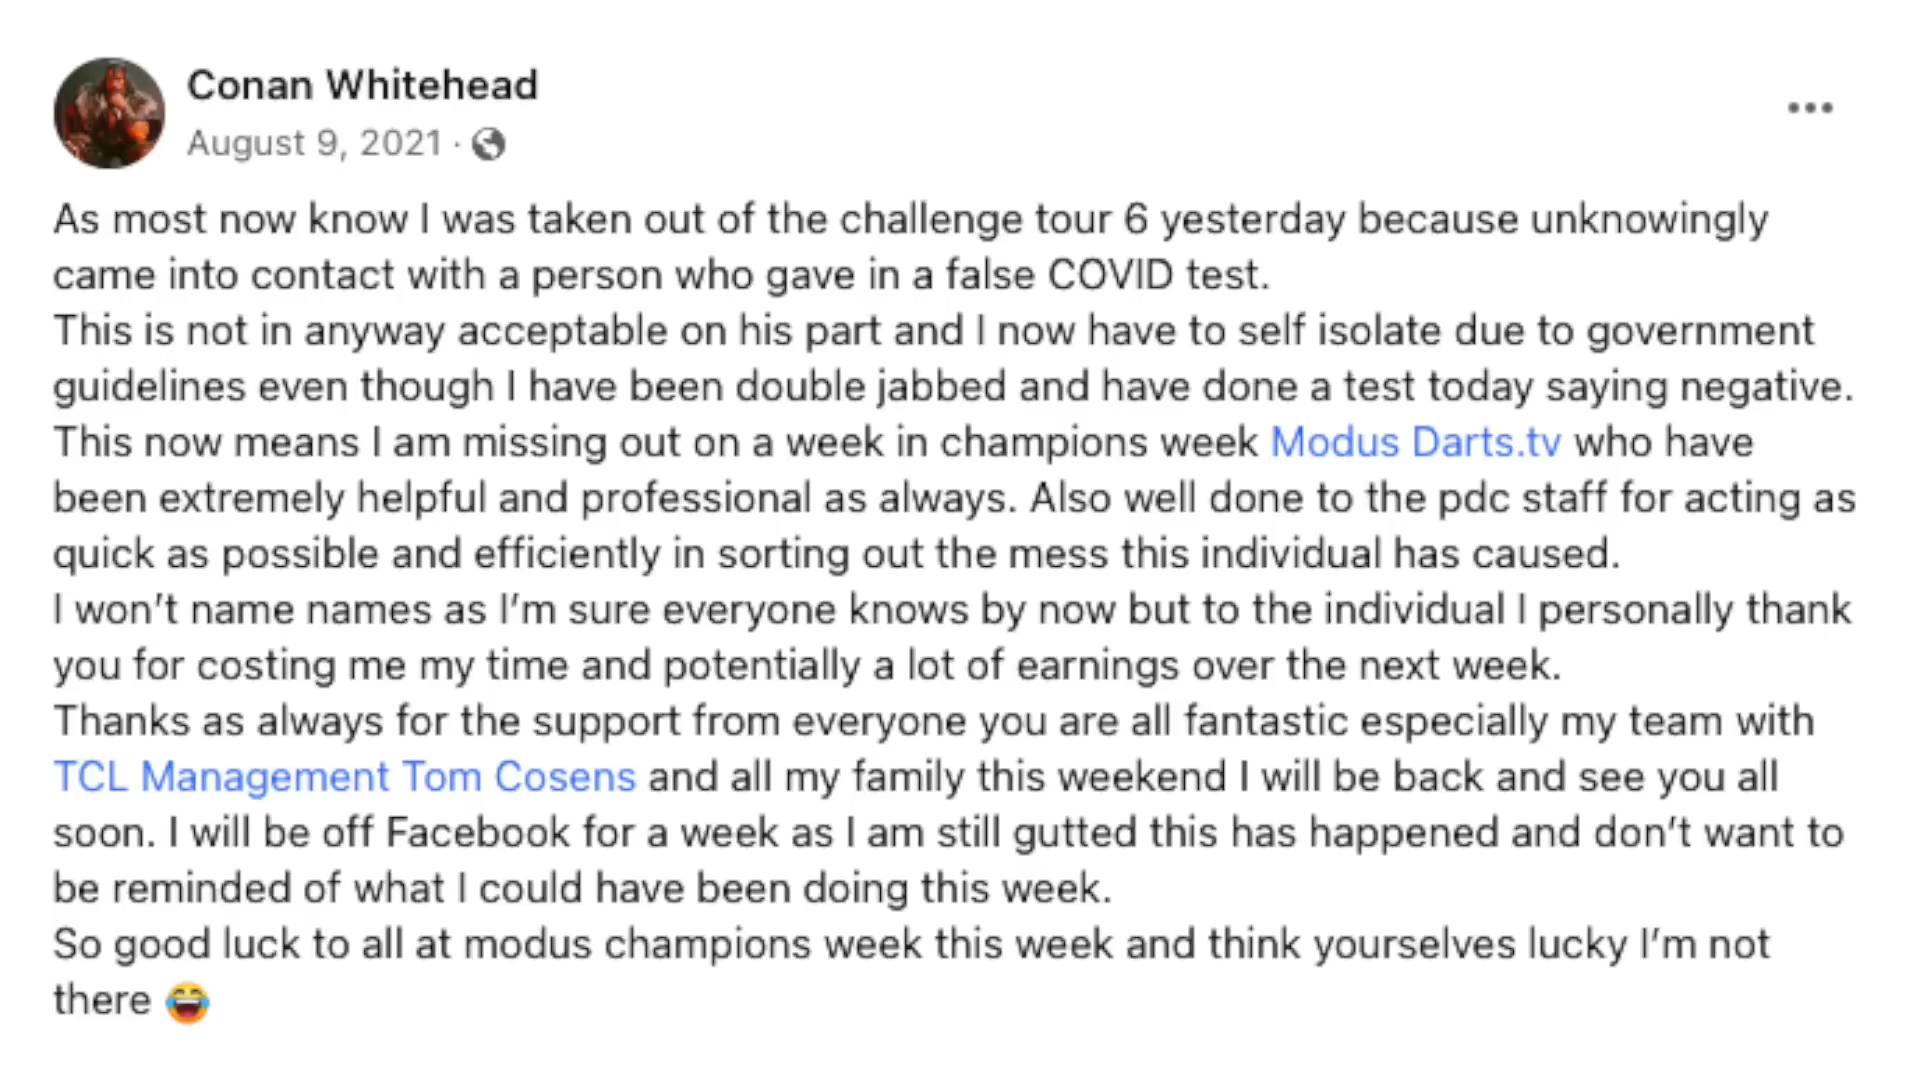 Conan Whitehead
August 9, 2021 ·
As most now know I was taken out of the challenge tour 6 yesterday because unknowingly
came into contact with a person who gave in a false COVID test.
This is not in anyway acceptable on his part and I now have to self isolate due to government
guidelines even though I have been double jabbed and have done a test today saying negative.
This now means I am missing out on a week in champions week Modus Darts.tv who have
been extremely helpful and professional as always. Also well done to the pdc staff for acting as
quick as possible and efficiently in sorting out the mess this individual has caused.
I won’t name names as I’m sure everyone knows by now but to the individual I personally thank
you for costing me my time and potentially a lot of earnings over the next week.
Thanks as always for the support from everyone you are all fantastic especially my team with
TCL Management Tom Cosens and all my family this weekend I will be back and see you all
soon. I will be off Facebook for a week as I am still gutted this has happened and don’t want to
be reminded of what I could have been doing this week.
So good luck to all at modus champions week this week and think yourselves lucky I’m not
there 😂